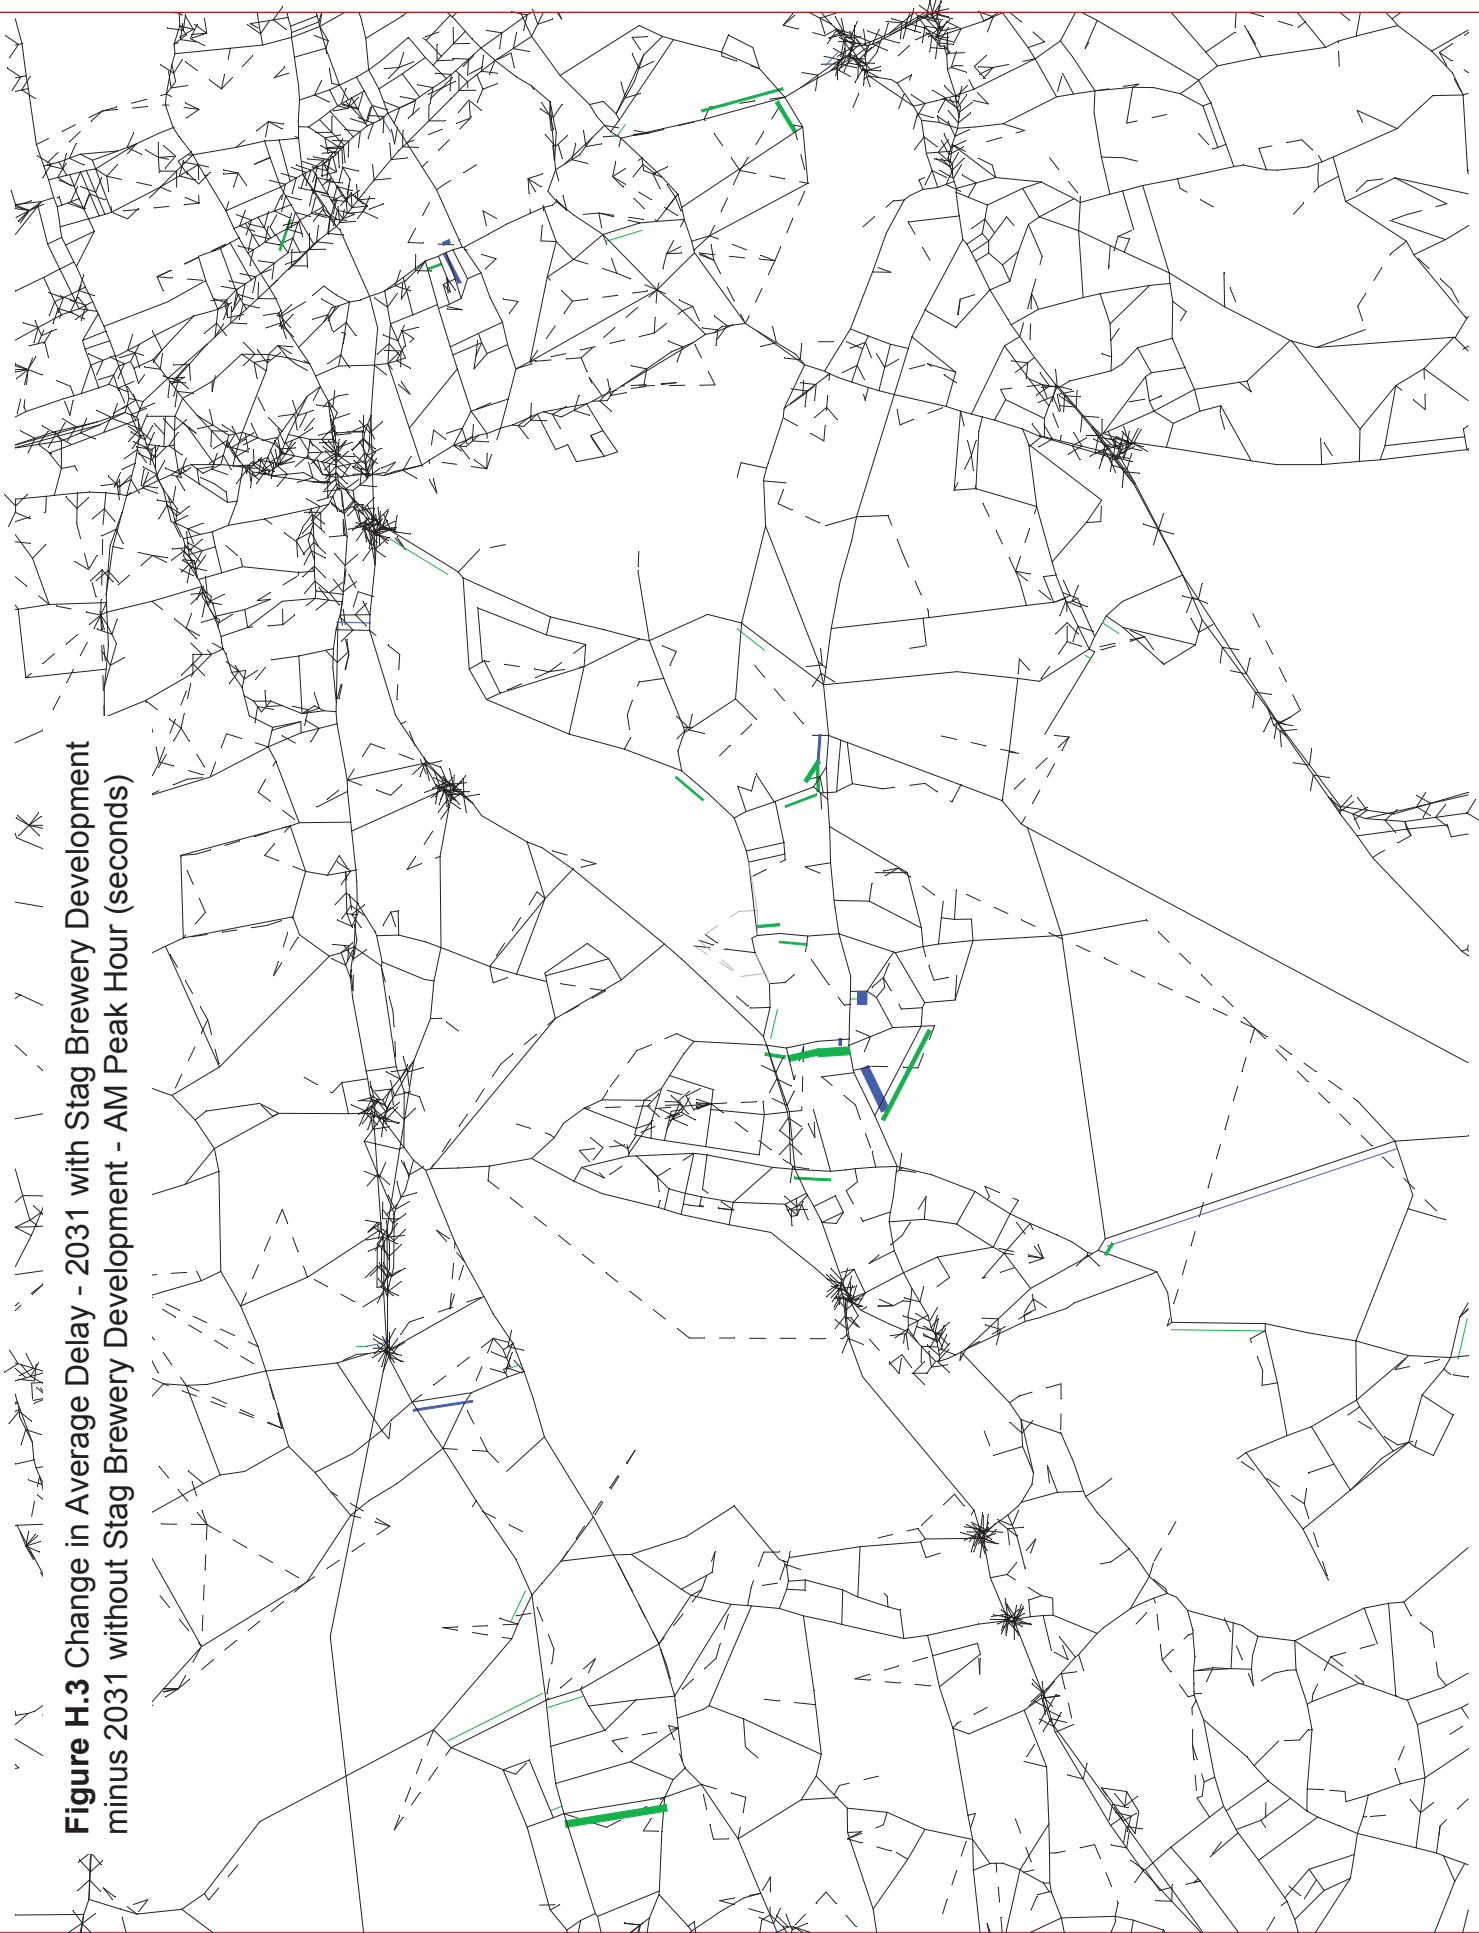 Figure H.3 Change in Average Delay - 2031 with Stag Brewery Development
minus 2031 without Stag Brewery Development - AM Peak Hour (seconds)